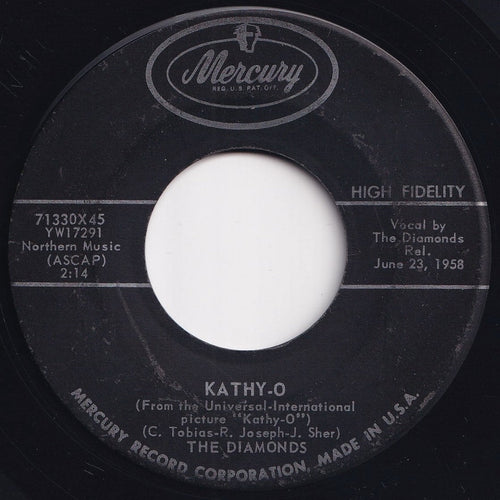 Mercury
REG. U.S. PAT. OFF.
HIGH FIDELITY
71330X45
YW17291
Northern Music
(ASCAP)
2:14
Vocal by
The Diamonds
Rel.
June 23, 1958
KATHY-O
(From the Universal-International
picture "Kathy-O")
(C. Tobias-R. Joseph-J. Sher)
THE DIAMONDS
MERCURY RECORD CORPORATION, MADE IN U.S.A.